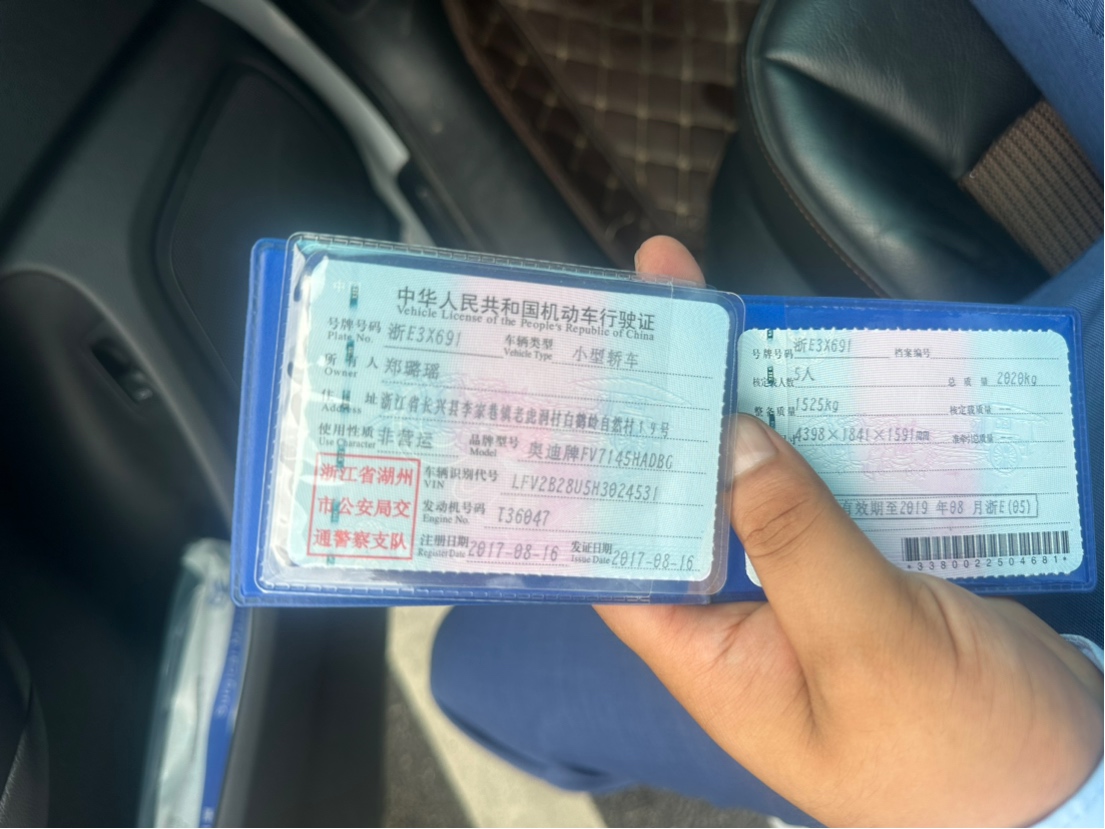 中华人民共和国机动车行驶证
Vehicle License of the People's Republic of China
号牌号码 浙E3X691 车辆类型 小型轿车
Plate No. Vehicle Type
所 有 人 郑璐瑶
Owner
住 址 浙江省长兴县李家巷镇老虎洞村白鹤岭自然村19号
Address
使用性质 非营运 品牌型号 奥迪牌FV7145HADBG
Use Character Model
浙江省湖州
市公安局交
通警察支队
车辆识别代号 LFV2B28U5H3024531
VIN
发动机号码 T36047
Engine No.
注册日期 2017-08-16 发证日期 2017-08-16
Register Date Issue Date
号牌号码 浙E3X691 档案编号
核定载人数 5人 总 质 量 2020kg
整备质量 1525kg 核定载质量 --
4398×1841×1591 准牵引总质量 --
有效期至2019 年08 月浙E(05)
*3380022504681*